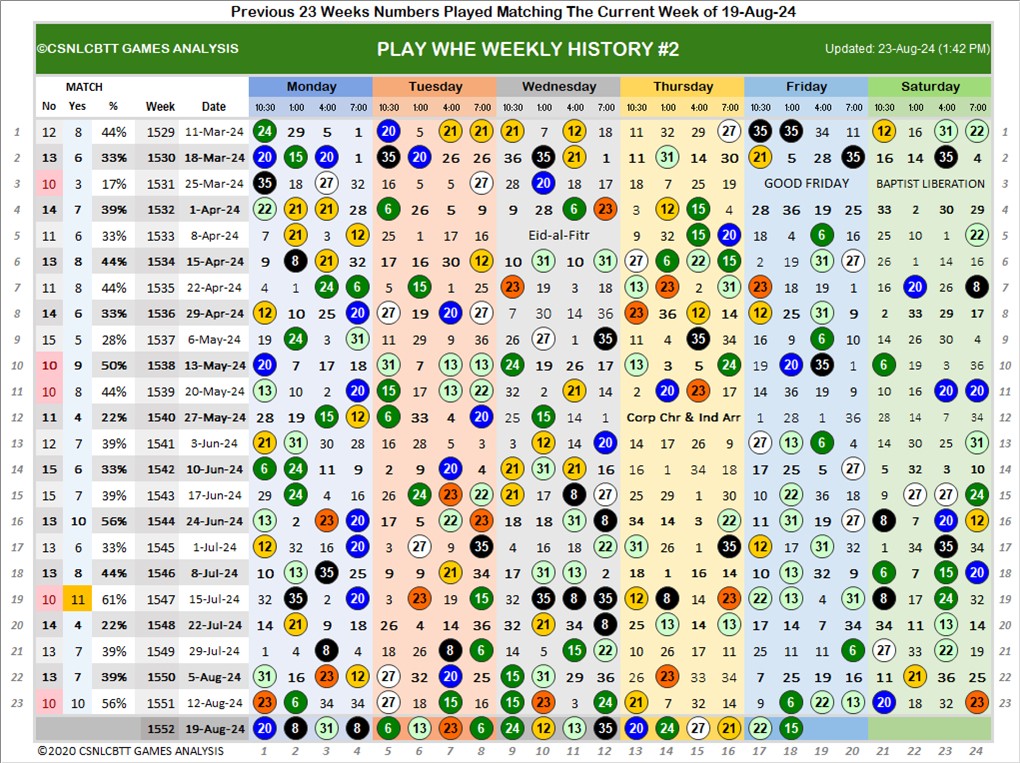 Previous 23 Weeks Numbers Played Matching The Current Week of 19-Aug-24
©CSNLCBTT GAMES ANALYSIS PLAY WHE WEEKLY HISTORY #2 Updated: 23-Aug-24 (1:42 PM)
MATCH Monday Tuesday Wednesday Thursday Friday Saturday
No Yes % Week Date 10:30 1:00 4:00 7:00 10:30 1:00 4:00 7:00 10:30 1:00 4:00 7:00 10:30 1:00 4:00 7:00 10:30 1:00 4:00 7:00 10:30 1:00 4:00 7:00
1 12 8 44% 1529 11-Mar-24 24 29 5 1 20 5 21 21 21 7 12 18 11 32 29 27 35 35 34 11 12 16 31 22 1
2 13 6 33% 1530 18-Mar-24 20 15 20 1 35 20 26 26 36 35 21 1 11 31 14 30 21 5 28 35 16 14 35 4 2
3 10 3 17% 1531 25-Mar-24 35 18 27 32 16 5 5 27 28 20 18 17 18 7 25 19 GOOD FRIDAY BAPTIST LIBERATION 3
4 14 7 39% 1532 1-Apr-24 22 21 21 28 6 26 5 9 9 28 6 23 3 12 15 4 28 36 19 25 33 2 30 29 4
5 11 6 33% 1533 8-Apr-24 7 21 3 12 25 1 17 16 Eid-al-Fitr 9 32 15 20 18 4 6 16 25 10 1 22 5
6 13 8 44% 1534 15-Apr-24 9 8 21 32 17 16 30 12 10 31 10 31 27 6 22 15 2 19 31 27 26 1 14 16 6
7 11 8 44% 1535 22-Apr-24 4 1 24 6 5 15 1 25 23 19 3 18 13 23 2 31 23 18 19 1 16 20 26 8 7
8 14 6 33% 1536 29-Apr-24 12 10 25 20 27 19 20 27 7 30 14 36 23 36 12 14 12 25 31 9 2 33 29 17 8
9 15 5 28% 1537 6-May-24 19 24 3 31 11 29 9 36 26 27 1 35 11 4 35 34 16 9 6 10 14 26 30 4 9
10 10 9 50% 1538 13-May-24 20 7 17 18 31 7 13 13 24 19 26 17 13 3 5 24 19 20 35 1 6 19 3 36 10
11 10 8 44% 1539 20-May-24 13 10 2 20 15 17 13 22 32 2 21 14 2 20 23 17 14 36 19 9 10 16 20 20 11
12 11 4 22% 1540 27-May-24 28 19 15 12 6 33 4 20 25 15 14 1 Corp Chr & Ind Arr 1 28 1 36 28 14 7 34 12
13 12 7 39% 1541 3-Jun-24 21 31 30 28 16 28 5 3 3 12 14 20 14 17 26 9 27 13 6 4 14 30 25 31 13
14 15 6 33% 1542 10-Jun-24 6 24 11 9 2 9 20 4 21 31 21 16 16 1 34 18 17 25 5 27 5 32 3 10 14
15 15 7 39% 1543 17-Jun-24 29 24 4 16 26 24 23 22 21 17 8 27 25 29 1 30 10 22 36 18 9 27 27 24 15
16 13 10 56% 1544 24-Jun-24 13 2 23 20 17 5 22 23 18 18 31 8 34 14 3 22 11 31 19 27 8 7 20 12 16
17 13 6 33% 1545 1-Jul-24 12 32 16 20 3 27 9 35 4 16 18 22 31 26 1 35 12 17 31 32 1 34 35 34 17
18 13 8 44% 1546 8-Jul-24 10 13 35 25 9 9 21 34 17 31 13 2 18 1 16 14 10 13 32 9 6 7 15 20 18
19 10 11 61% 1547 15-Jul-24 32 35 2 20 3 23 19 15 32 35 8 35 12 8 14 23 22 13 4 31 8 17 24 32 19
20 14 4 22% 1548 22-Jul-24 14 21 9 18 26 4 14 36 32 21 34 8 25 13 14 13 17 14 7 34 34 11 13 14 20
21 13 7 39% 1549 29-Jul-24 1 4 8 4 18 26 8 6 14 5 15 22 10 26 17 11 25 11 11 6 27 33 22 19 21
22 13 7 39% 1550 5-Aug-24 31 16 23 12 27 32 20 25 15 31 29 36 26 23 33 34 7 25 19 16 11 21 36 25 22
23 10 10 56% 1551 12-Aug-24 23 6 34 34 27 18 15 16 15 23 3 24 21 7 32 14 9 6 22 13 20 18 32 23 23
1552 19-Aug-24 20 8 31 8 6 13 23 6 24 12 13 35 20 24 27 21 22 15
©2020 CSNLCBTT GAMES ANALYSIS 1 2 3 4 5 6 7 8 9 10 11 12 13 14 15 16 17 18 19 20 21 22 23 24